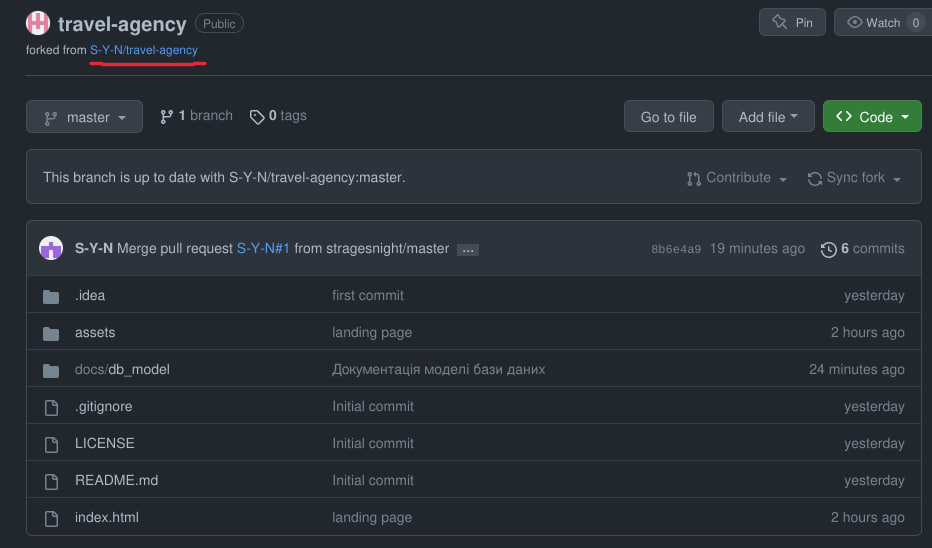 travel-agency Public Pin Watch 0
forked from S-Y-N/travel-agency
master 1 branch 0 tags Go to file Add file <> Code
This branch is up to date with S-Y-N/travel-agency:master. Contribute Sync fork
S-Y-N Merge pull request S-Y-N#1 from stragesnight/master ... 8b6e4a9 19 minutes ago 6 commits
.idea first commit yesterday
assets landing page 2 hours ago
docs/db_model Документація моделі бази даних 24 minutes ago
.gitignore Initial commit yesterday
LICENSE Initial commit yesterday
README.md Initial commit yesterday
index.html landing page 2 hours ago